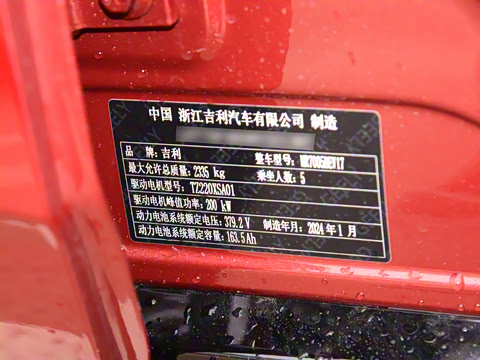 中国 浙江吉利汽车有限公司 制造
品 牌:吉利 整车型号:
最大允许总质量: 2335 kg 乘坐人数: 5
驱动电机型号: TZ220XSA01
驱动电机峰值功率: 200 kW
动力电池系统额定电压: 379.2 V 制造年月: 2024 年 1 月
动力电池系统额定容量: 163.5 Ah